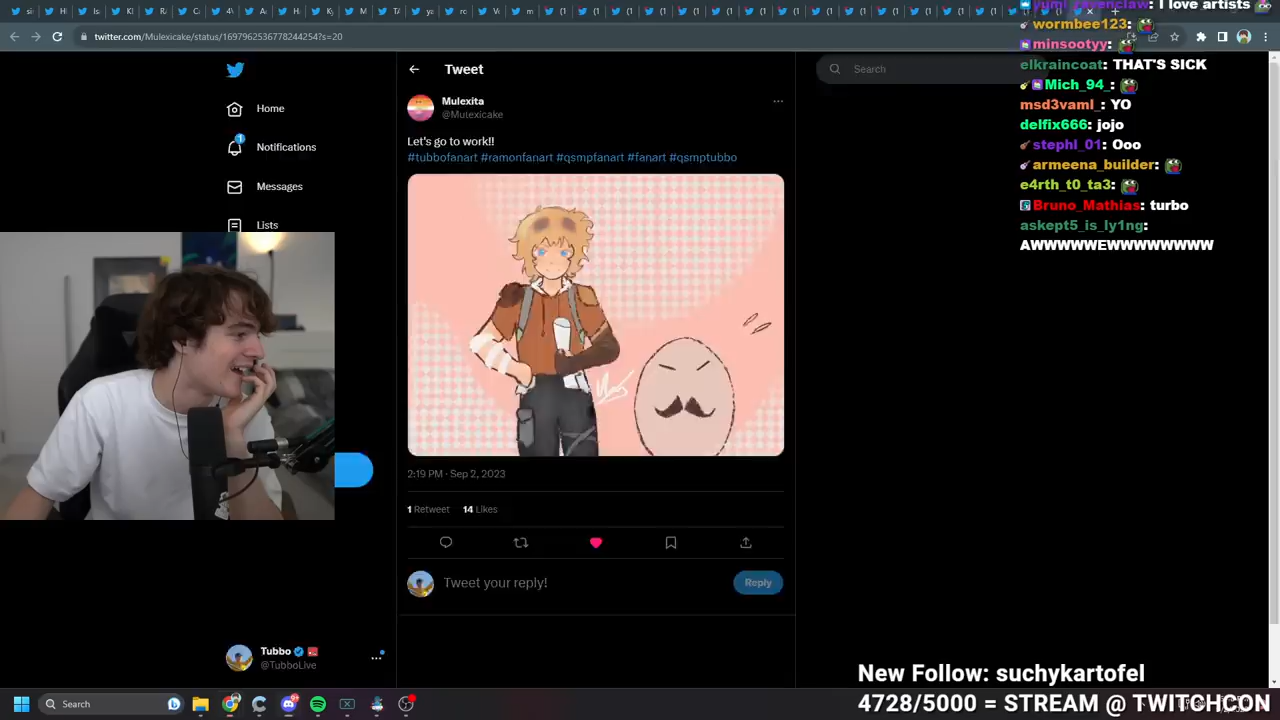 twitter.com/Mulexicake/status/1697962536778244254?s=20
I love artists
wormbee123:
minsootyy:
elkraincoat: THAT'S SICK
Mich_94_:
msd3vaml_: YO
delfix666: jojo
stephl_01: Ooo
armeena_builder:
e4rth_t0_ta3:
Bruno_Mathias: turbo
askept5_is_ly1ng:
AWWWWWEWWWWWWWW
Tweet
Search
Mulexita
@Mulexicake
Let's go to work!!
#tubbofanart #ramonfanart #qsmpfanart #fanart #qsmptubbo
Home
1
Notifications
Messages
Lists
2:19 PM · Sep 2, 2023
1 Retweet 14 Likes
Tweet your reply!
Reply
Tubbo
@TubboLive
New Follow: suchykartofel
4728/5000 = STREAM @ TWITCHCON
Search